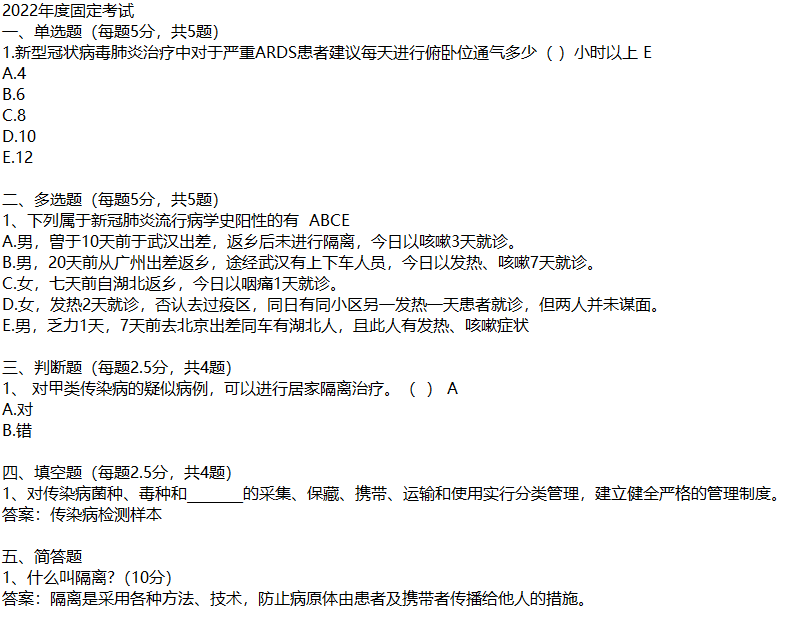 2022年度固定考试
一、单选题（每题5分，共5题）
1.新型冠状病毒肺炎治疗中对于严重ARDS患者建议每天进行俯卧位通气多少（ ）小时以上 E
A.4
B.6
C.8
D.10
E.12
二、多选题（每题5分，共5题）
1、下列属于新冠肺炎流行病学史阳性的有 ABCE
A.男，曾于10天前于武汉出差，返乡后未进行隔离，今日以咳嗽3天就诊。
B.男，20天前从广州出差返乡，途经武汉有上下车人员，今日以发热、咳嗽7天就诊。
C.女，七天前自湖北返乡，今日以咽痛1天就诊。
D.女，发热2天就诊，否认去过疫区，同日有同小区另一发热一天患者就诊，但两人并未谋面。
E.男，乏力1天，7天前去北京出差同车有湖北人，且此人有发热、咳嗽症状
三、判断题（每题2.5分，共4题）
1、 对甲类传染病的疑似病例，可以进行居家隔离治疗。（ ） A
A.对
B.错
四、填空题（每题2.5分，共4题）
1、对传染病菌种、毒种和_______的采集、保藏、携带、运输和使用实行分类管理，建立健全严格的管理制度。
答案：传染病检测样本
五、简答题
1、什么叫隔离?（10分）
答案：隔离是采用各种方法、技术，防止病原体由患者及携带者传播给他人的措施。